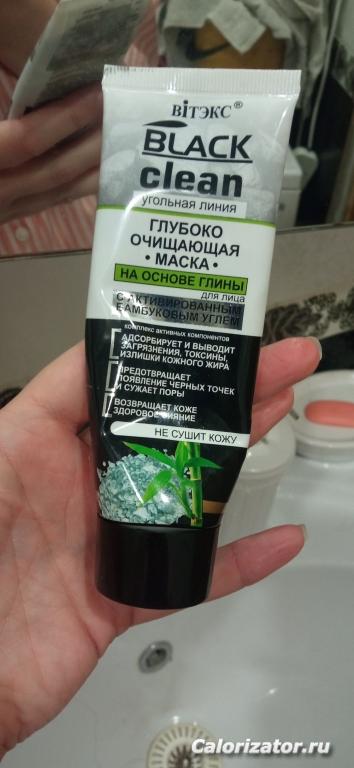 ВІТЭКС®
BLACK
clean
угольная линия
ГЛУБОКО
ОЧИЩАЮЩАЯ
• МАСКА •
НА ОСНОВЕ ГЛИНЫ
для лица
С АКТИВИРОВАННЫМ
БАМБУКОВЫМ УГЛЕМ
комплекс активных компонентов
АДСОРБИРУЕТ И ВЫВОДИТ
ЗАГРЯЗНЕНИЯ, ТОКСИНЫ,
ИЗЛИШКИ КОЖНОГО ЖИРА
ПРЕДОТВРАЩАЕТ
ПОЯВЛЕНИЕ ЧЕРНЫХ ТОЧЕК
И СУЖАЕТ ПОРЫ
ВОЗВРАЩАЕТ КОЖЕ
ЗДОРОВОЕ СИЯНИЕ
НЕ СУШИТ КОЖУ
Calorizator.ru